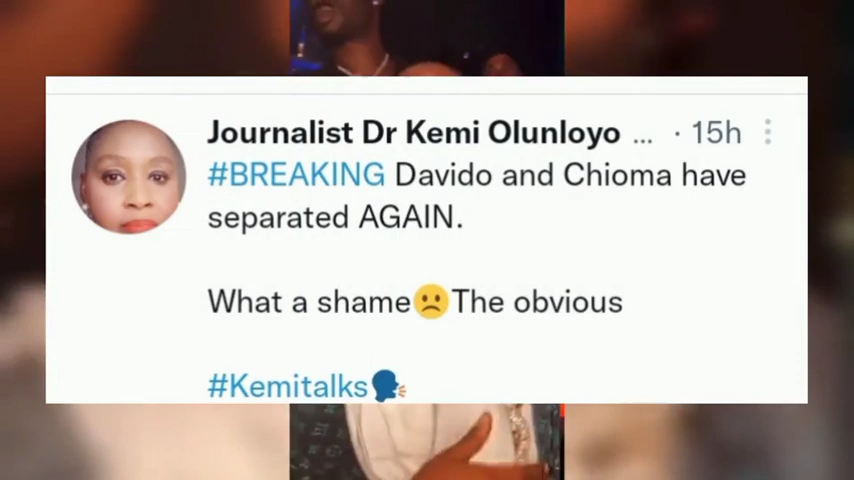 Journalist Dr Kemi Olunloyo ... · 15h
#BREAKING Davido and Chioma have
separated AGAIN.
What a shame☹️The obvious
#Kemitalks🗣️